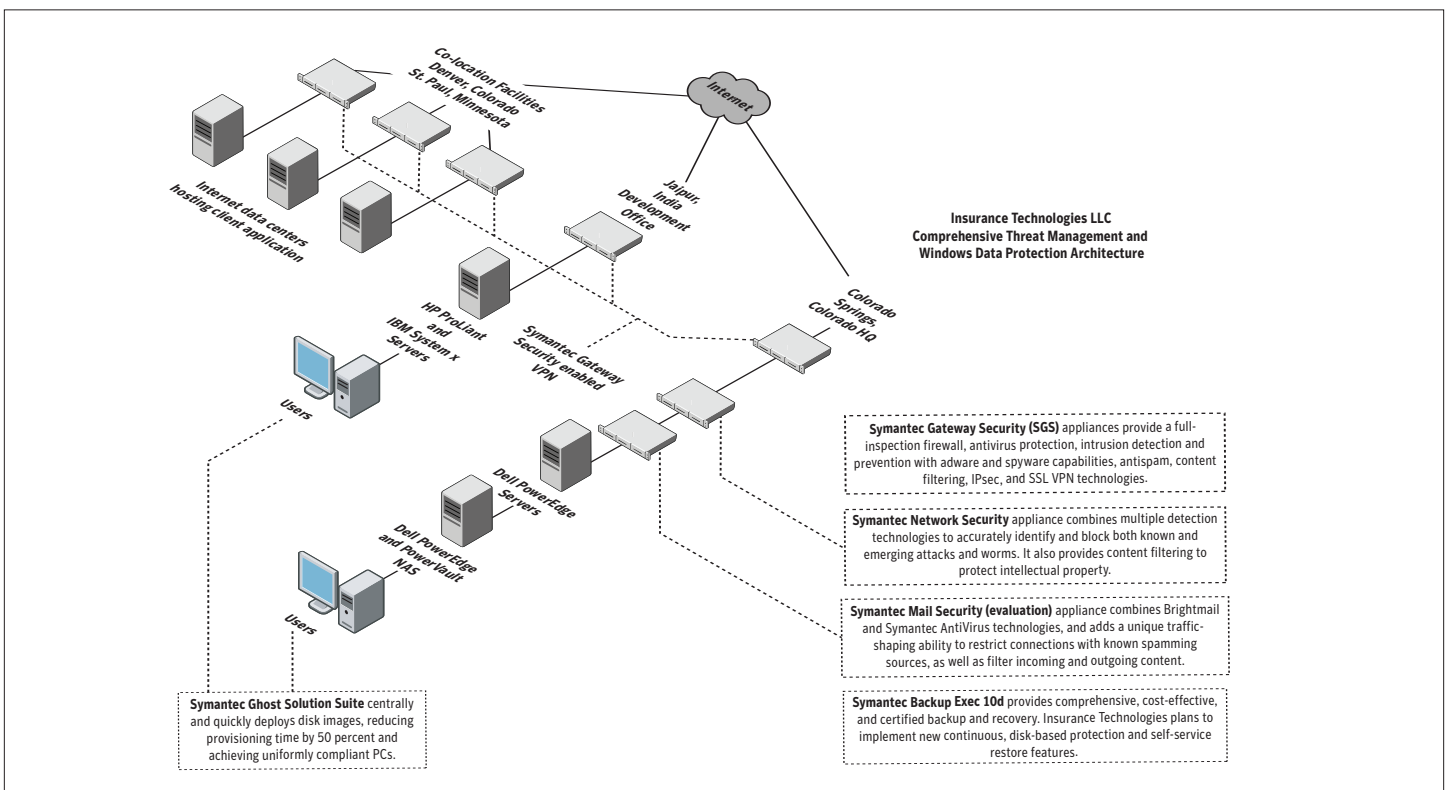 Co-location Facilities
Denver, Colorado
St. Paul, Minnesota
Internet
Internet data centers
hosting client application
Jaipur,
India
Development
Office
Insurance Technologies LLC
Comprehensive Threat Management and
Windows Data Protection Architecture
HP ProLiant
and
IBM System x
Servers
Symantec Gateway
Security enabled
VPN
Colorado
Springs,
Colorado HQ
Users
Dell PowerEdge
Servers
Dell PowerEdge
and PowerVault
NAS
Users
Symantec Gateway Security (SGS) appliances provide a full-
inspection firewall, antivirus protection, intrusion detection and
prevention with adware and spyware capabilities, antispam, content
filtering, IPsec, and SSL VPN technologies.
Symantec Network Security appliance combines multiple detection
technologies to accurately identify and block both known and
emerging attacks and worms. It also provides content filtering to
protect intellectual property.
Symantec Mail Security (evaluation) appliance combines Brightmail
and Symantec AntiVirus technologies, and adds a unique traffic-
shaping ability to restrict connections with known spamming
sources, as well as filter incoming and outgoing content.
Symantec Backup Exec 10d provides comprehensive, cost-effective,
and certified backup and recovery. Insurance Technologies plans to
implement new continuous, disk-based protection and self-service
restore features.
Symantec Ghost Solution Suite centrally
and quickly deploys disk images, reducing
provisioning time by 50 percent and
achieving uniformly compliant PCs.